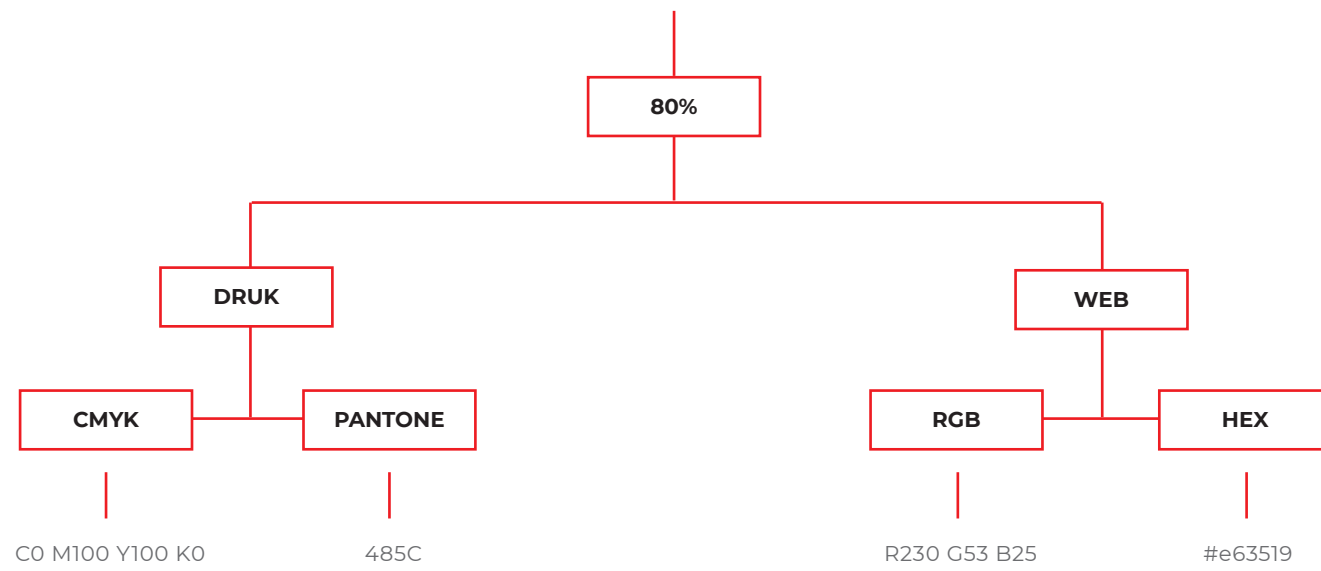 80%
DRUK
WEB
CMYK
PANTONE
RGB
HEX
C0 M100 Y100 K0
485C
R230 G53 B25
#e63519